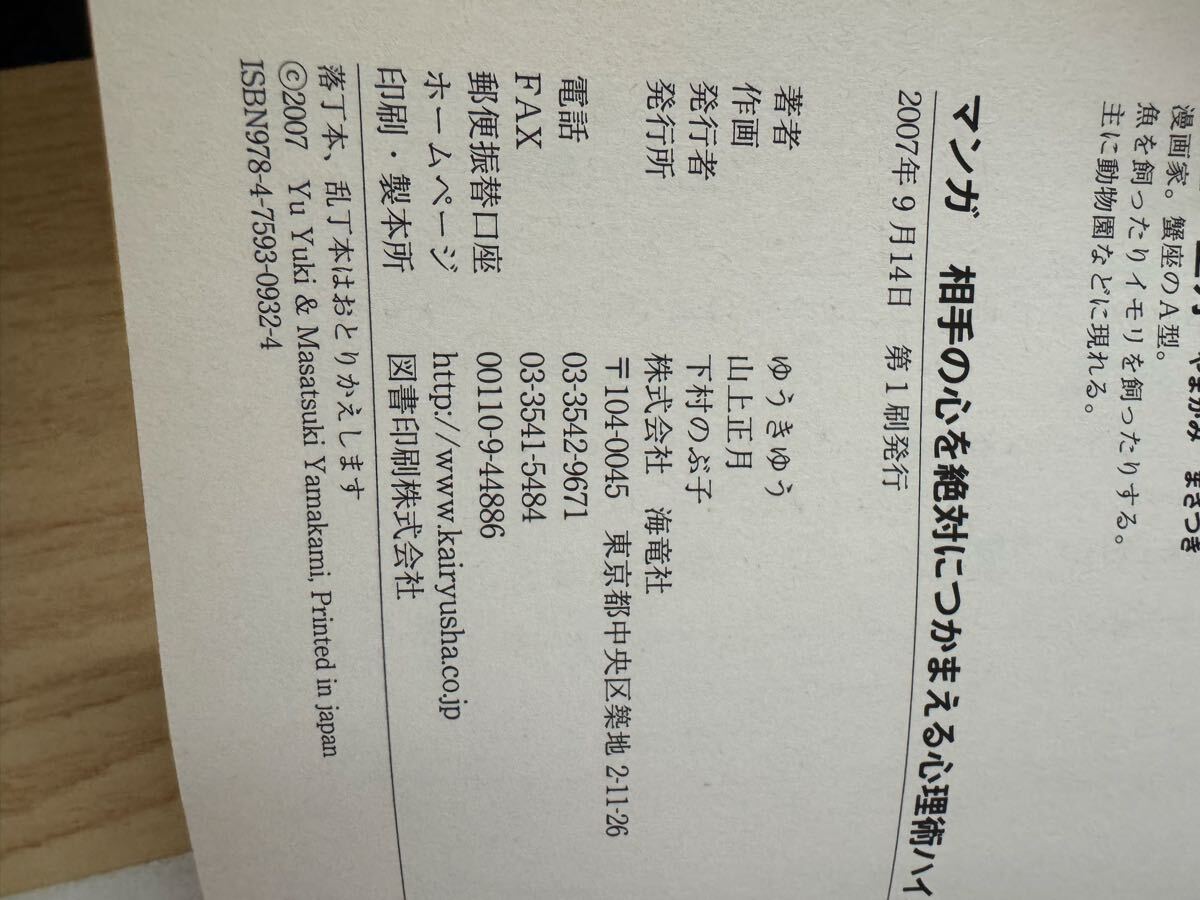 やまがみ まさつき
漫画家。蟹座のA型。
魚を飼ったりイモリを飼ったりする。
主に動物園などに現れる。
マンガ 相手の心を絶対につかまえる心理術ハイ
2007年9月14日 第1刷発行
著者 ゆうきゆう
作画 山上正月
発行者 下村のぶ子
発行所 株式会社 海竜社
〒104-0045 東京都中央区築地2-11-26
電話 03-3542-9671
FAX 03-3541-5484
郵便振替口座 00110-9-44886
ホームページ http://www.kairyusha.co.jp
印刷・製本所 図書印刷株式会社
落丁本、乱丁本はおとりかえします
©2007 Yu Yuki & Masatsuki Yamakami, Printed in japan
ISBN978-4-7593-0932-4